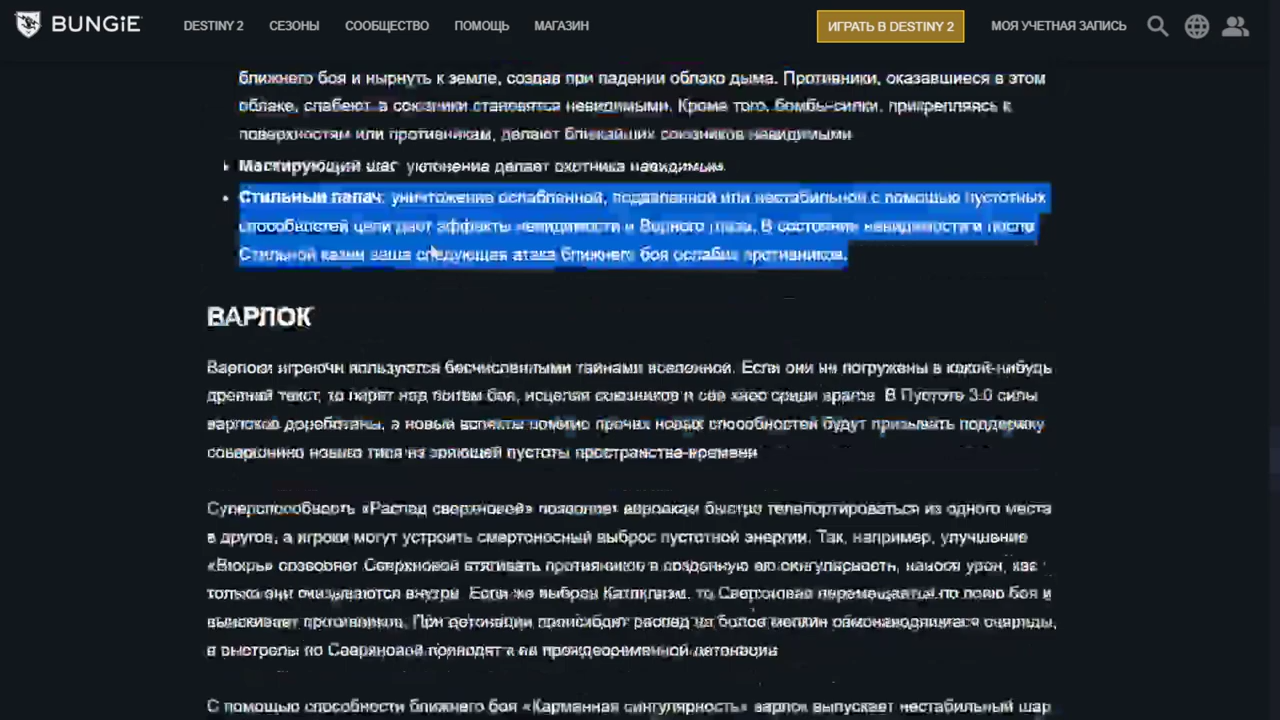 BUNGiE
DESTINY 2
СЕЗОНЫ
СООБЩЕСТВО
ПОМОЩЬ
МАГАЗИН
ИГРАТЬ В DESTINY 2
МОЯ УЧЕТНАЯ ЗАПИСЬ
ближнего боя и нырнуть к земле, создав при падении облако дыма. Противники, оказавшиеся в этом
облаке, слабеют, а союзники становятся невидимыми. Кроме того, бомбы-силки, прикрепляясь к
поверхностям или противникам, делают ближайших союзников невидимыми
Маскирующий шаг: уклонение делает охотника невидимым.
• Стильный палач: уничтожение ослабленной, подавленной или нестабильной с помощью пустотных
способностей цели дает эффекты невидимости и Верного глаза. В состоянии невидимости и после
Стильной казни ваша следующая атака ближнего боя ослабит противников.
ВАРЛОК
Варлоки играючи пользуются бесчисленными тайнами вселенной. Если они не погружены в какой-нибудь
древний текст, то парят над полем боя, исцеляя союзников и сея хаос среди врагов. В Пустоте 3.0 силы
варлоков доработаны, а новый аспекты помимо прочих новых способностей будут призывать поддержку
совершенно нового типа из зияющей пустоты пространства-времени
Суперспособность «Распад сверхновой» позволяет варлокам быстро телепортироваться из одного места
в другое, а игроки могут устроить смертоносный выброс пустотной энергии. Так, например, улучшение
«Вихрь» позволяет Сверхновой втягивать противников в созданную ею сингулярность, нанося урон, как
только они оказываются внутри. Если же выбран Катаклизм, то Сверхновая перемещается по полю боя и
выискивает противников. При детонации происходит распад на более мелкие самонаводящиеся снаряды,
а выстрелы по Сверхновой приводят к ее преждевременной детонации
С помощью способности ближнего боя «Карманная сингулярность» варлок выпускает нестабильный шар